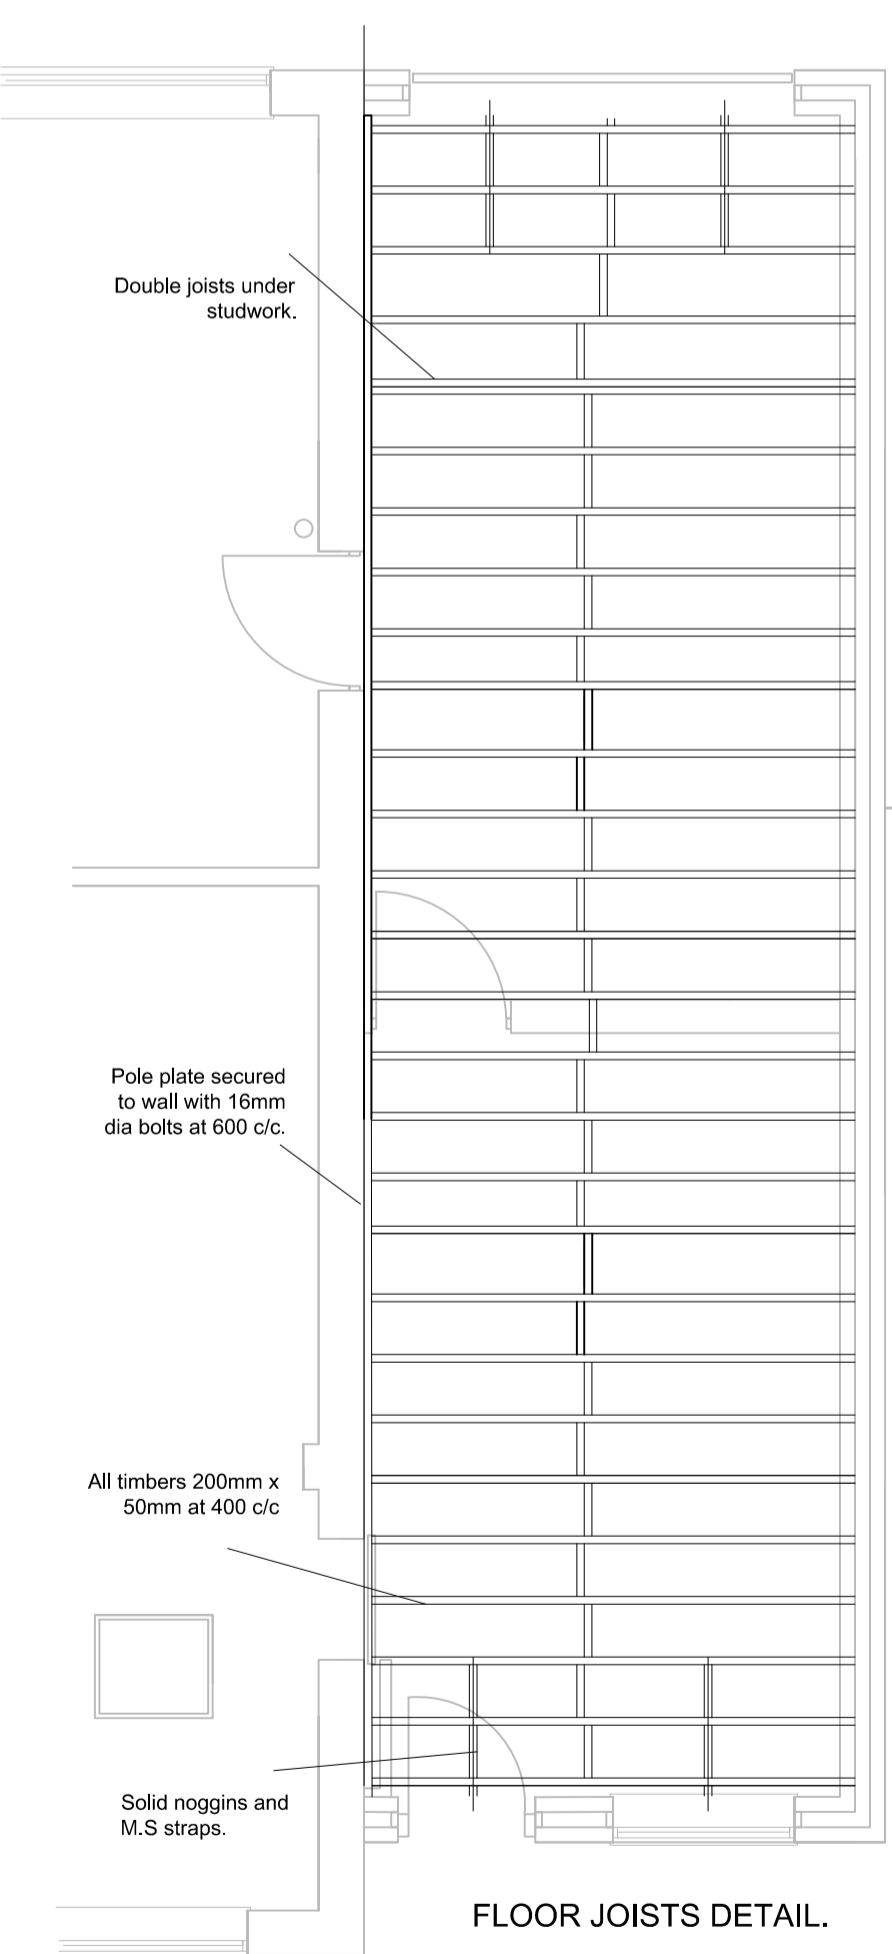 Double joists under
studwork.
Pole plate secured
to wall with 16mm
dia bolts at 600 c/c.
All timbers 200mm x
50mm at 400 c/c
Solid noggins and
M.S straps.
FLOOR JOISTS DETAIL.